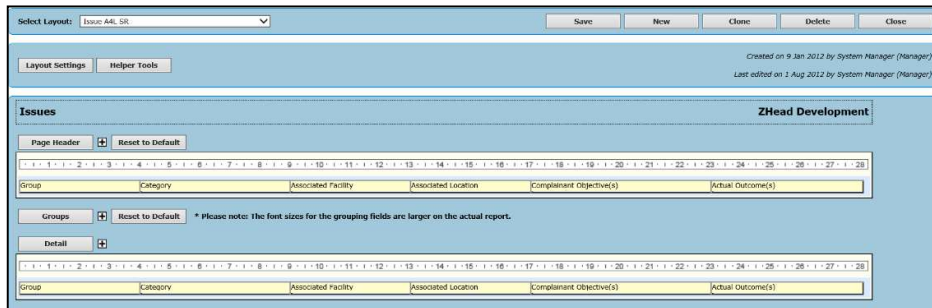 Select Layout: Issue A4L SR Save New Clone Delete Close
Created on 9 Jan 2012 by System Manager (Manager)
Layout Settings Helper Tools
Last edited on 1 Aug 2012 by System Manager (Manager)
Issues ZHead Development
Page Header Reset to Default
1 2 3 4 5 6 7 8 9 10 11 12 13 14 15 16 17 18 19 20 21 22 23 24 25 26 27 28
Group Category Associated Facility Associated Location Complainant Objective(s) Actual Outcome(s)
Groups Reset to Default * Please note: The font sizes for the grouping fields are larger on the actual report.
Detail
1 2 3 4 5 6 7 8 9 10 11 12 13 14 15 16 17 18 19 20 21 22 23 24 25 26 27 28
Group Category Associated Facility Associated Location Complainant Objective(s) Actual Outcome(s)